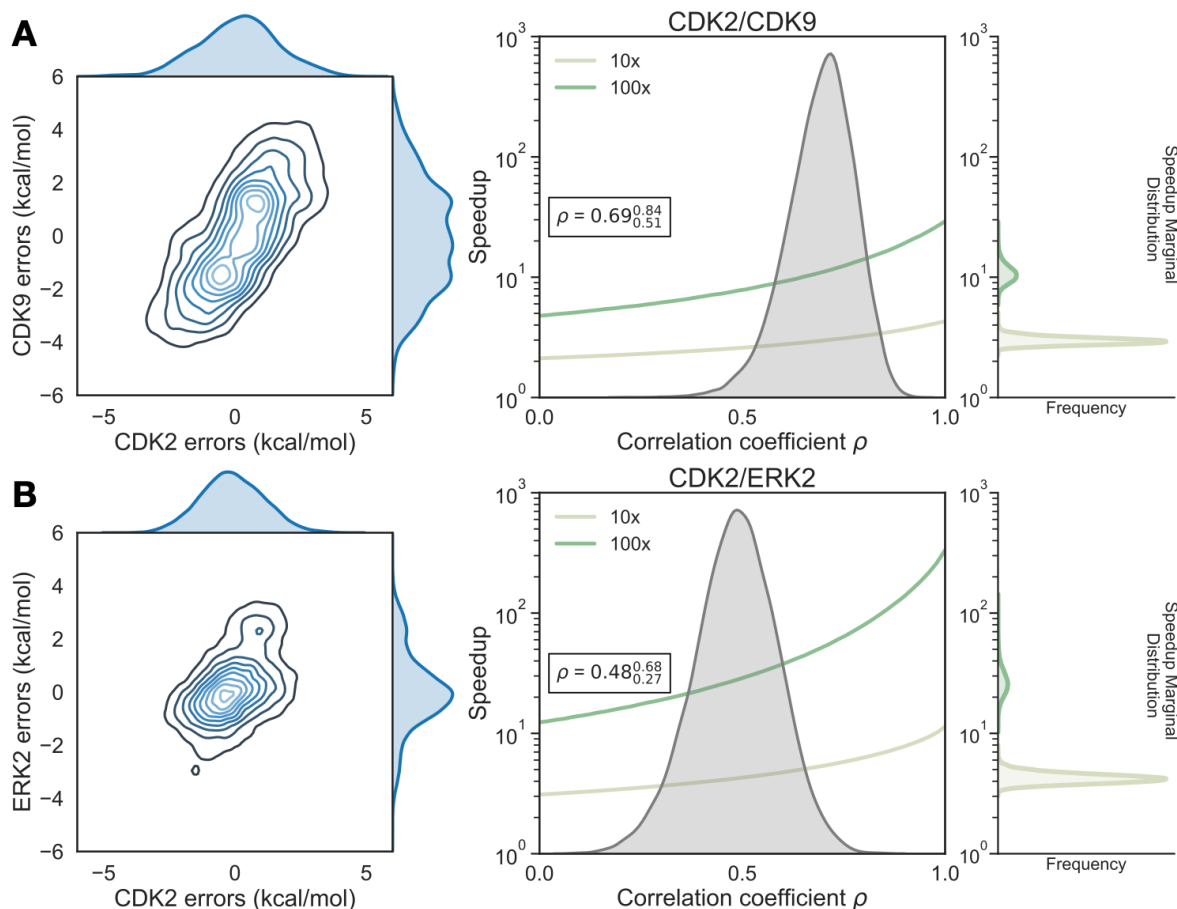 A
CDK9 errors (kcal/mol)
6
4
2
0
−2
−4
−6
−5
0
5
CDK2 errors (kcal/mol)
CDK2/CDK9
10x
100x
ρ = 0.69 0.84 0.51
Speedup
10³
10²
10¹
10⁰
0.0
0.5
1.0
Correlation coefficient ρ
10³
10²
10¹
10⁰
Frequency
Speedup Marginal
Distribution
B
ERK2 errors (kcal/mol)
6
4
2
0
−2
−4
−6
−5
0
5
CDK2 errors (kcal/mol)
CDK2/ERK2
10x
100x
ρ = 0.48 0.68 0.27
Speedup
10³
10²
10¹
10⁰
0.0
0.5
1.0
Correlation coefficient ρ
10³
10²
10¹
10⁰
Frequency
Speedup Marginal
Distribution